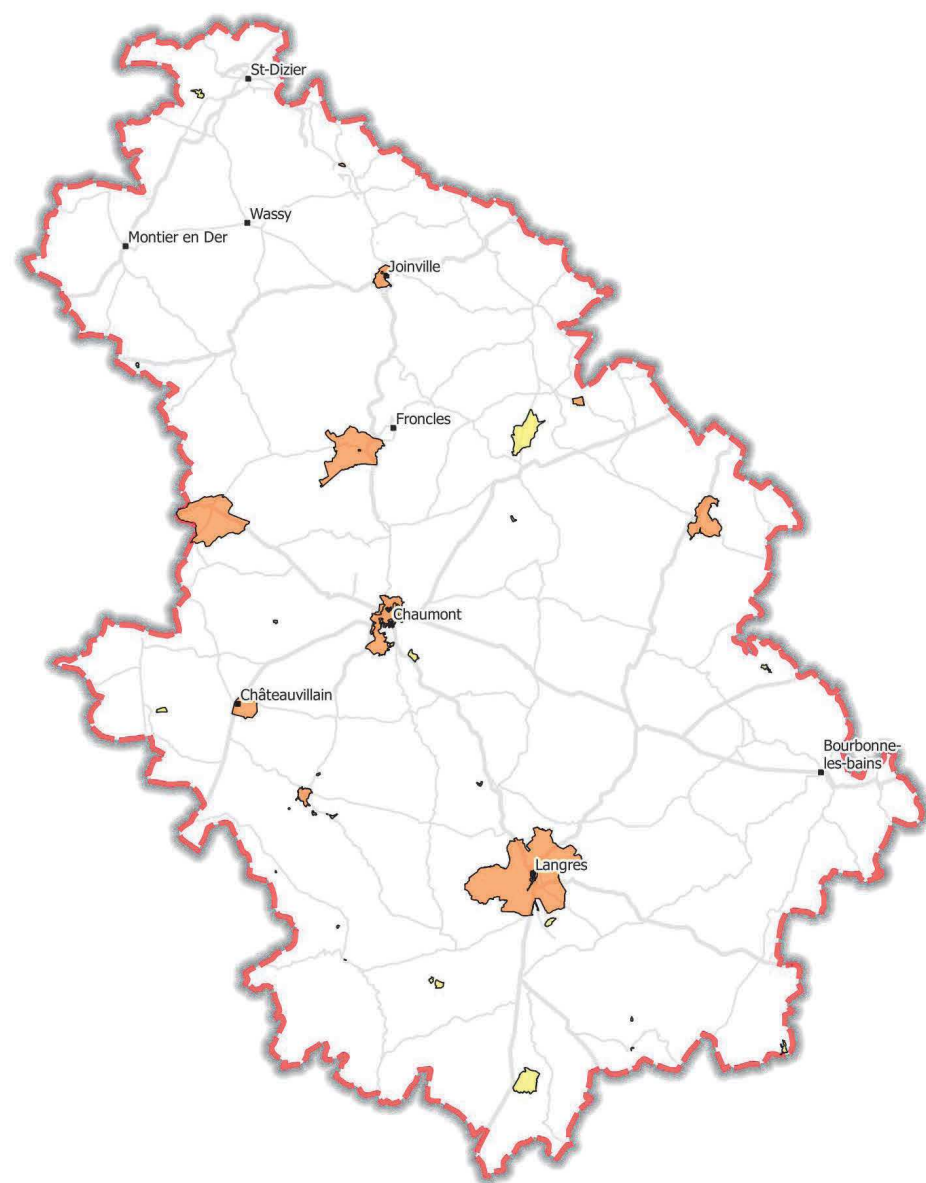 St-Dizier
Wassy
Montier en Der
Joinville
Froncles
Chaumont
Châteauvillain
Bourbonne-
les-bains
Langres